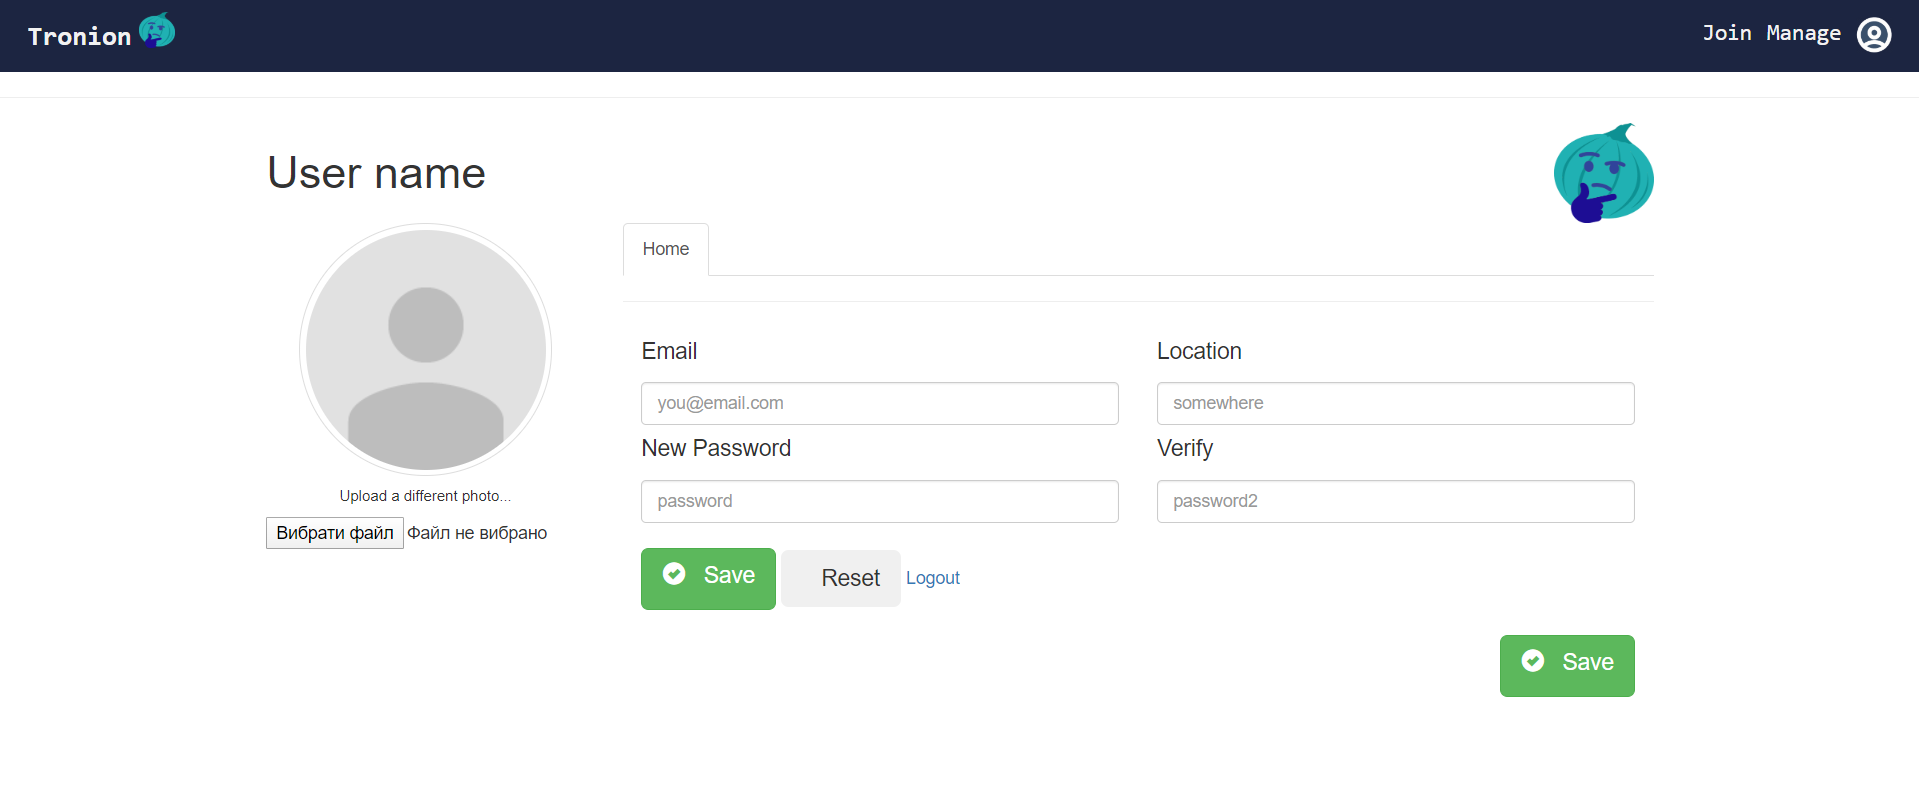 Tronion
Join Manage
User name
Home
Email
Location
you@email.com
somewhere
New Password
Verify
password
password2
Upload a different photo...
Вибрати файл Файл не вибрано
Save
Reset
Logout
Save